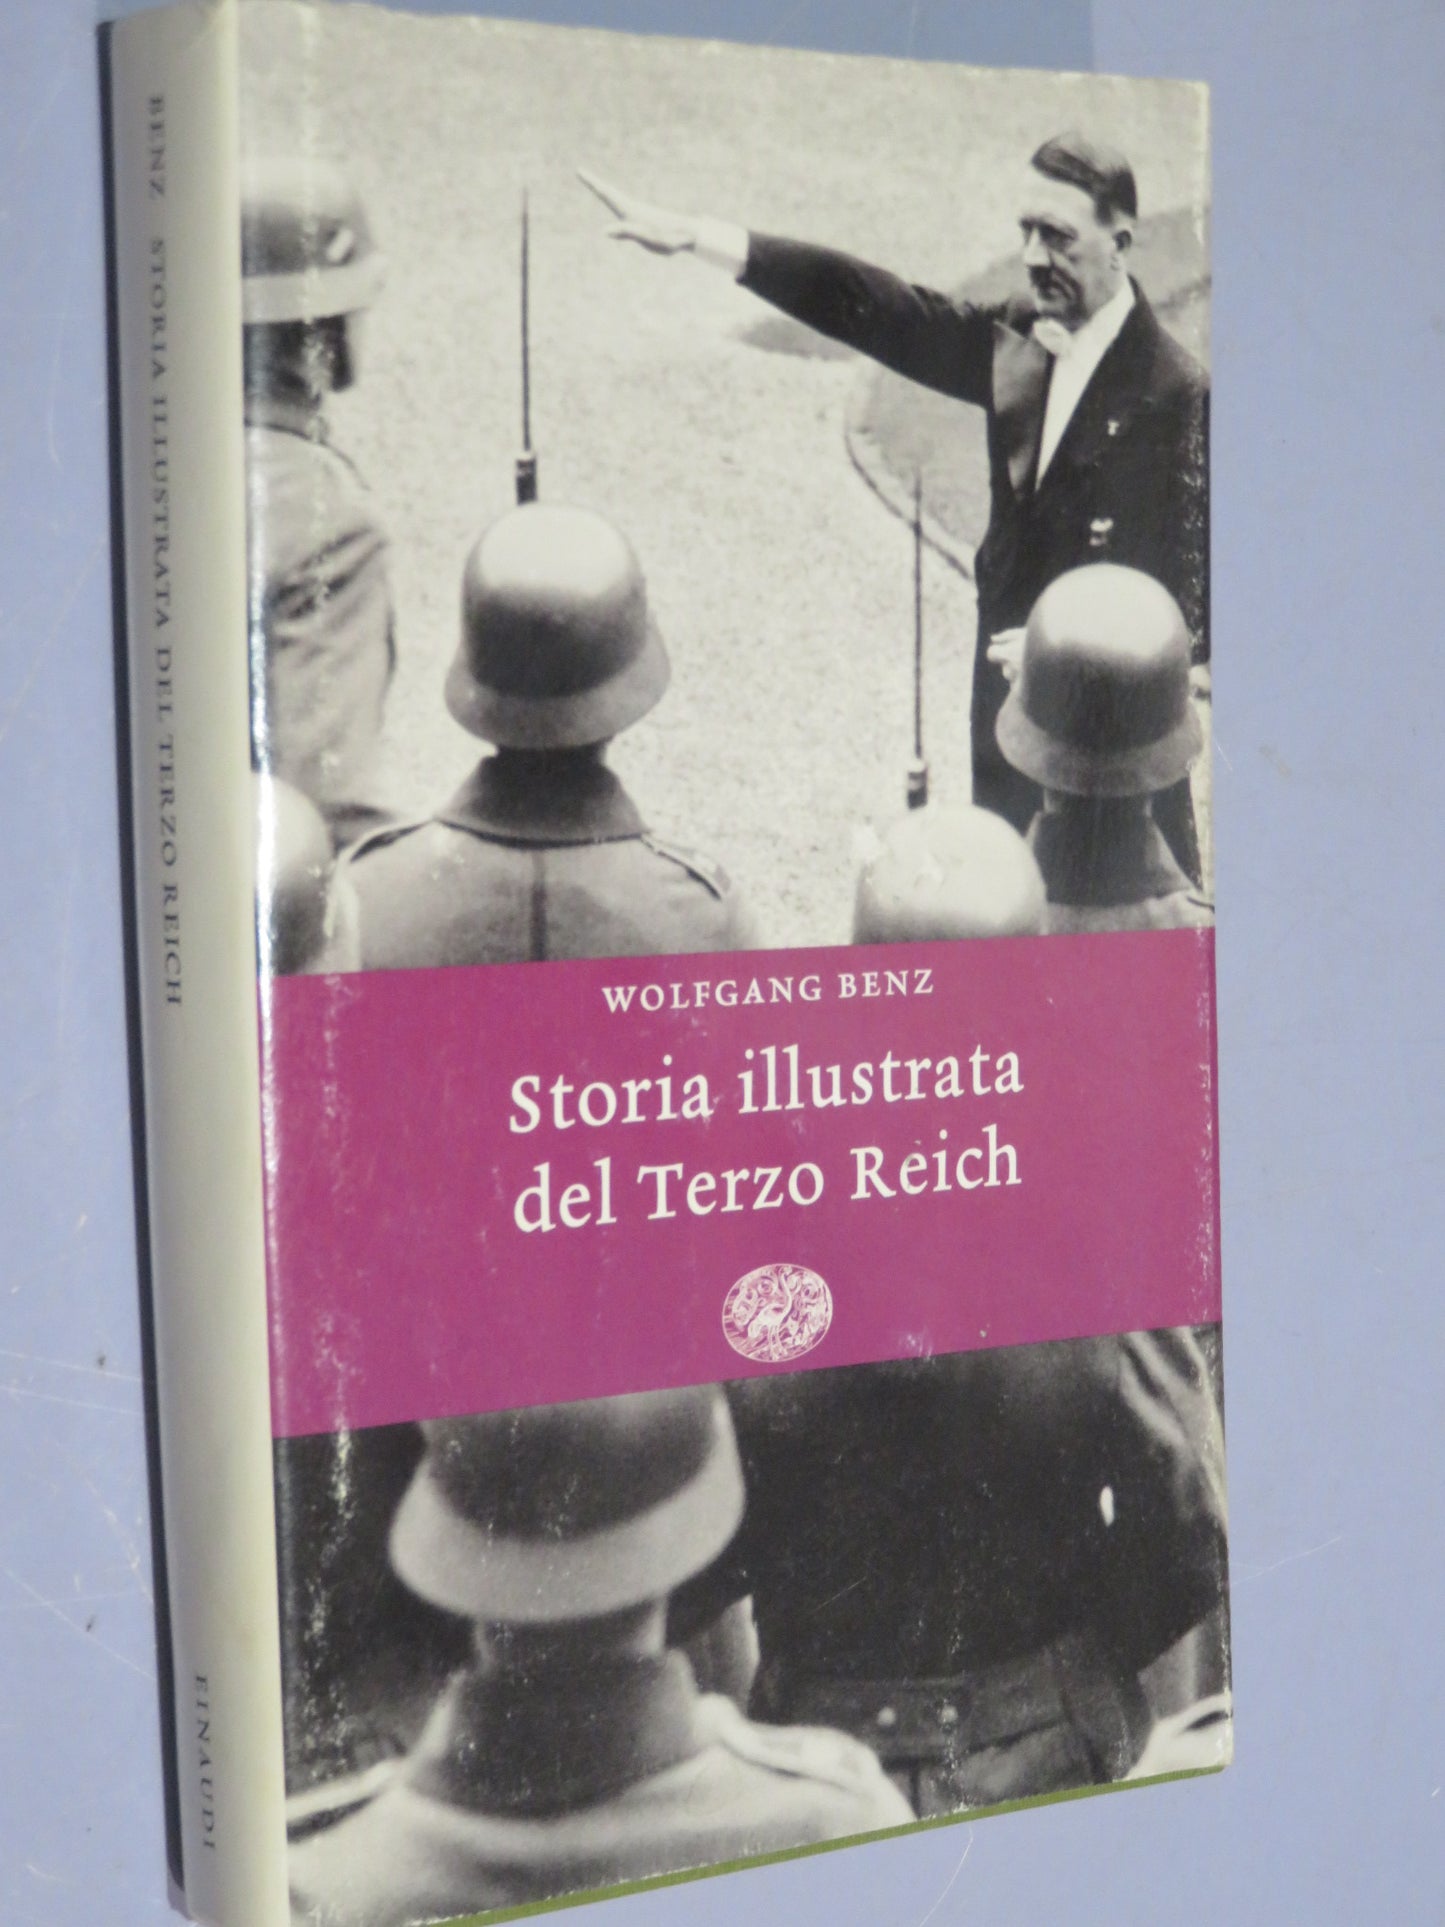 BENZ STORIA ILLUSTRATA DEL TERZO REICH
EINAUDI
WOLFGANG BENZ
Storia illustrata
del Terzo Reich